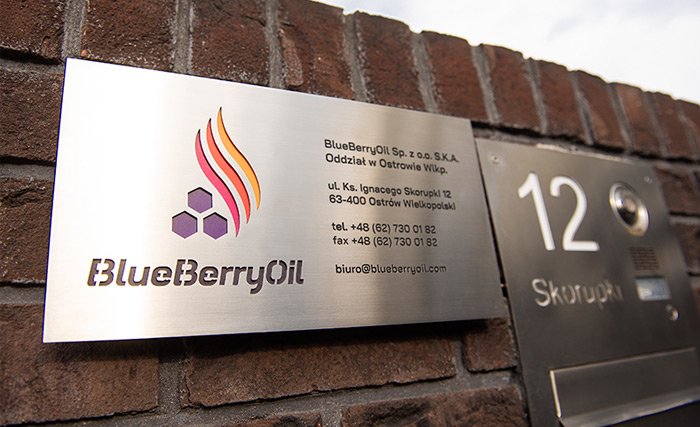 BlueBerryOil
BlueBerryOil Sp. z o.o. S.K.A.
Oddział w Ostrowie Wlkp.
ul. Ks. Ignacego Skorupki 12
63-400 Ostrów Wielkopolski
tel. +48 (62) 730 01 82
fax +48 (62) 730 01 82
biuro@blueberryoil.com
12
Skorupki